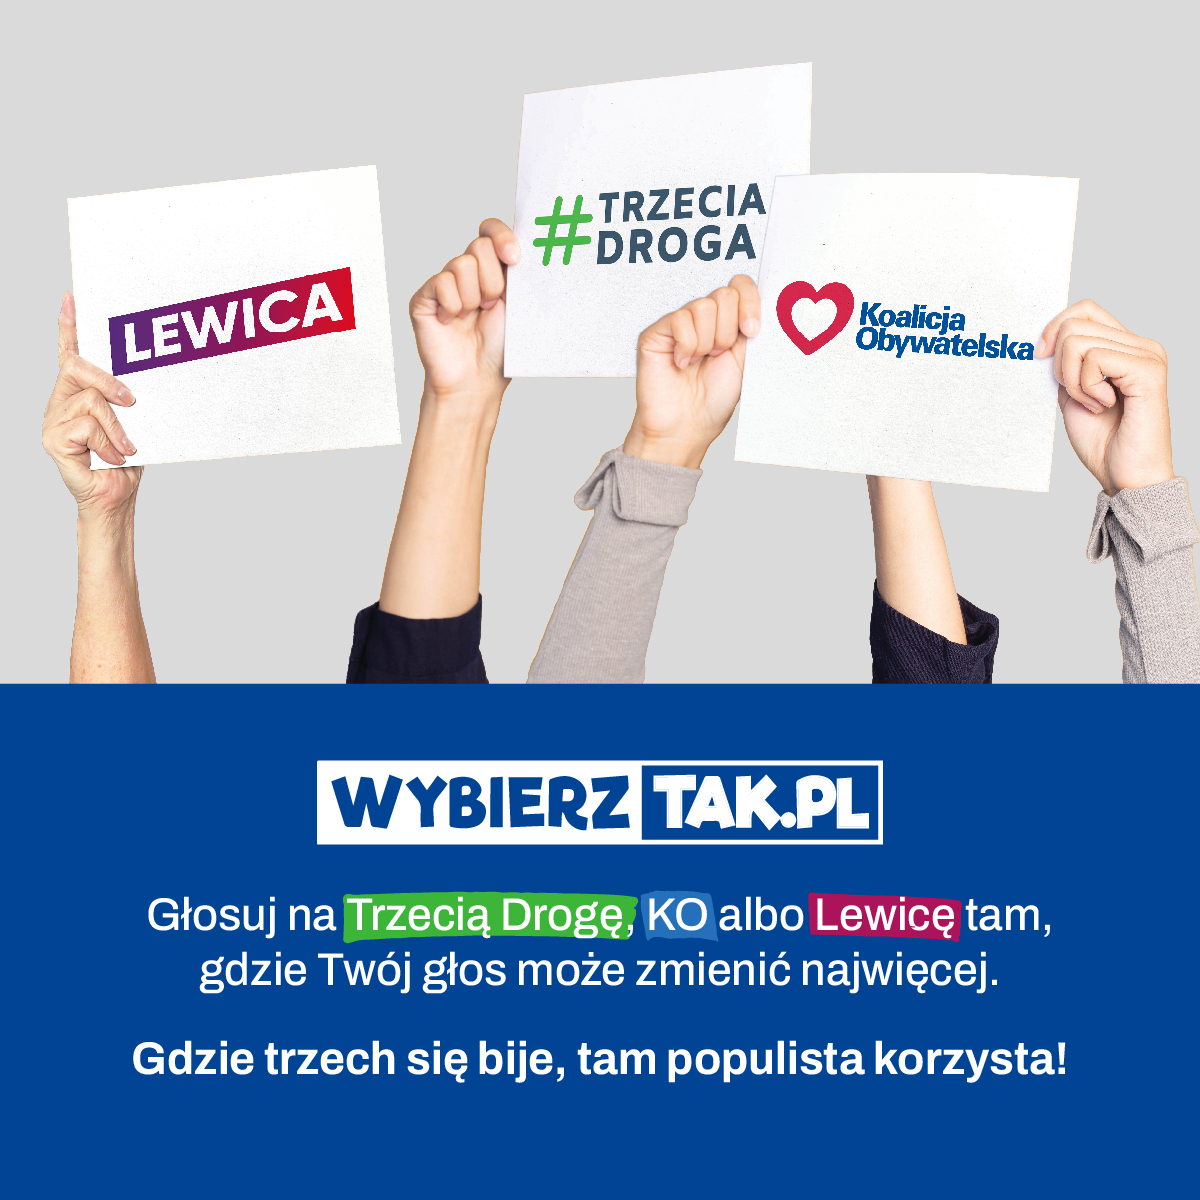 LEWICA
#TRZECIA
DROGA
Koalicja
Obywatelska
WYBIERZ TAK.PL
Głosuj na Trzecią Drogę, KO albo Lewicę tam,
gdzie Twój głos może zmienić najwięcej.
Gdzie trzech się bije, tam populista korzysta!